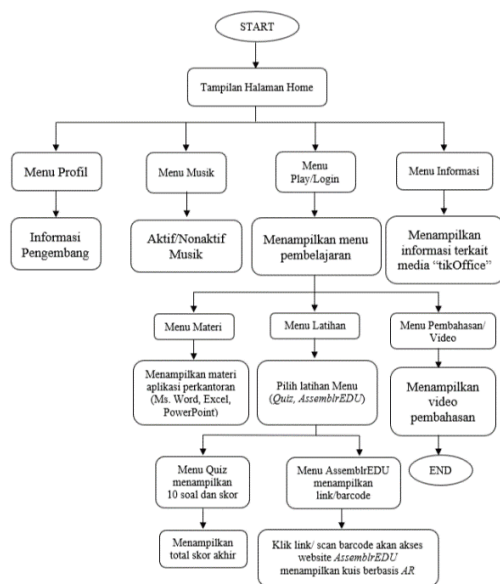 START
Tampilan Halaman Home
Menu Profil
Menu Musik
Menu
Play/Login
Menu Informasi
Informasi
Pengembang
Aktif/Nonaktif
Musik
Menampilkan menu
pembelajaran
Menampilkan
informasi terkait
media “tikOffice”
Menu Materi
Menu Latihan
Menu Pembahasan/
Video
Menampilkan materi
aplikasi perkantoran
(Ms. Word, Excel,
PowerPoint)
Pilih latihan Menu
(Quiz, AssemblrEDU)
Menampilkan
video
pembahasan
Menu Quiz
menampilkan
10 soal dan skor
Menu AssemblrEDU
menampilkan
link/barcode
END
Menampilkan
total skor akhir
Klik link/ scan barcode akan akses
website AssemblrEDU
menampilkan kuis berbasis AR